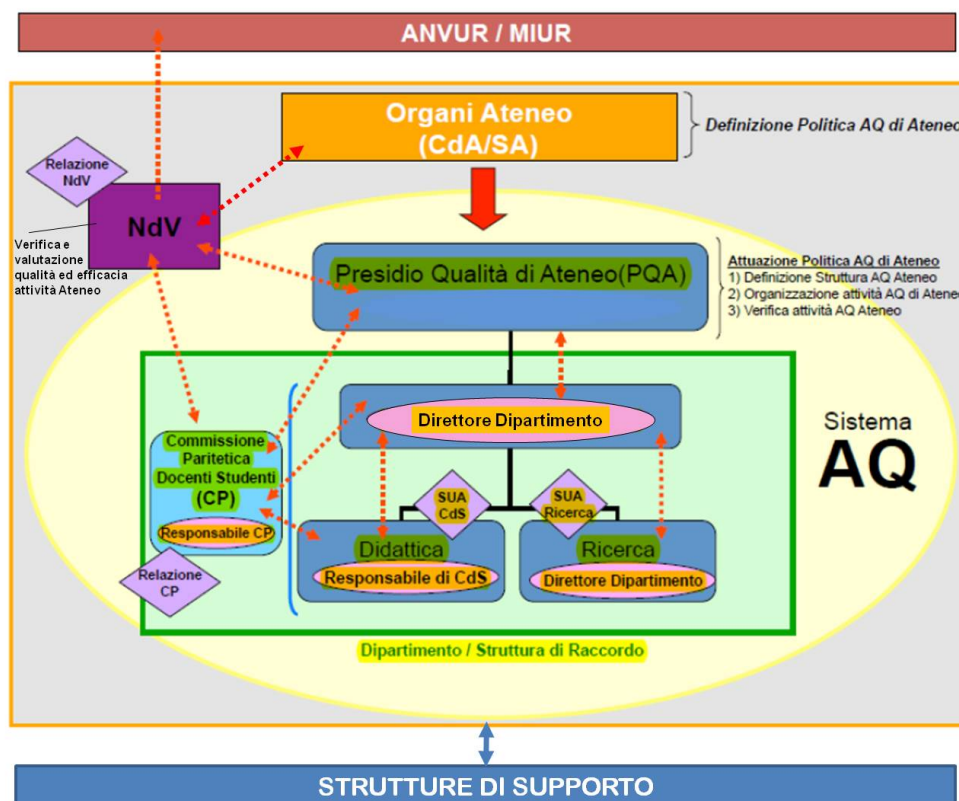 ANVUR / MIUR
Organi Ateneo
(CdA/SA)
Definizione Politica AQ di Ateneo
Relazione
NdV
NdV
Verifica e
valutazione
qualità ed efficacia
attività Ateneo
Presidio Qualità di Ateneo(PQA)
Attuazione Politica AQ di Ateneo
1) Definizione Struttura AQ Ateneo
2) Organizzazione attività AQ di Ateneo
3) Verifica attività AQ Ateneo
Direttore Dipartimento
Sistema
AQ
Commissione
Paritetica
Docenti Studenti
(CP)
Responsabile CP
Relazione
CP
SUA
CdS
SUA
Ricerca
Didattica
Responsabile di CdS
Ricerca
Direttore Dipartimento
Dipartimento / Struttura di Raccordo
STRUTTURE DI SUPPORTO